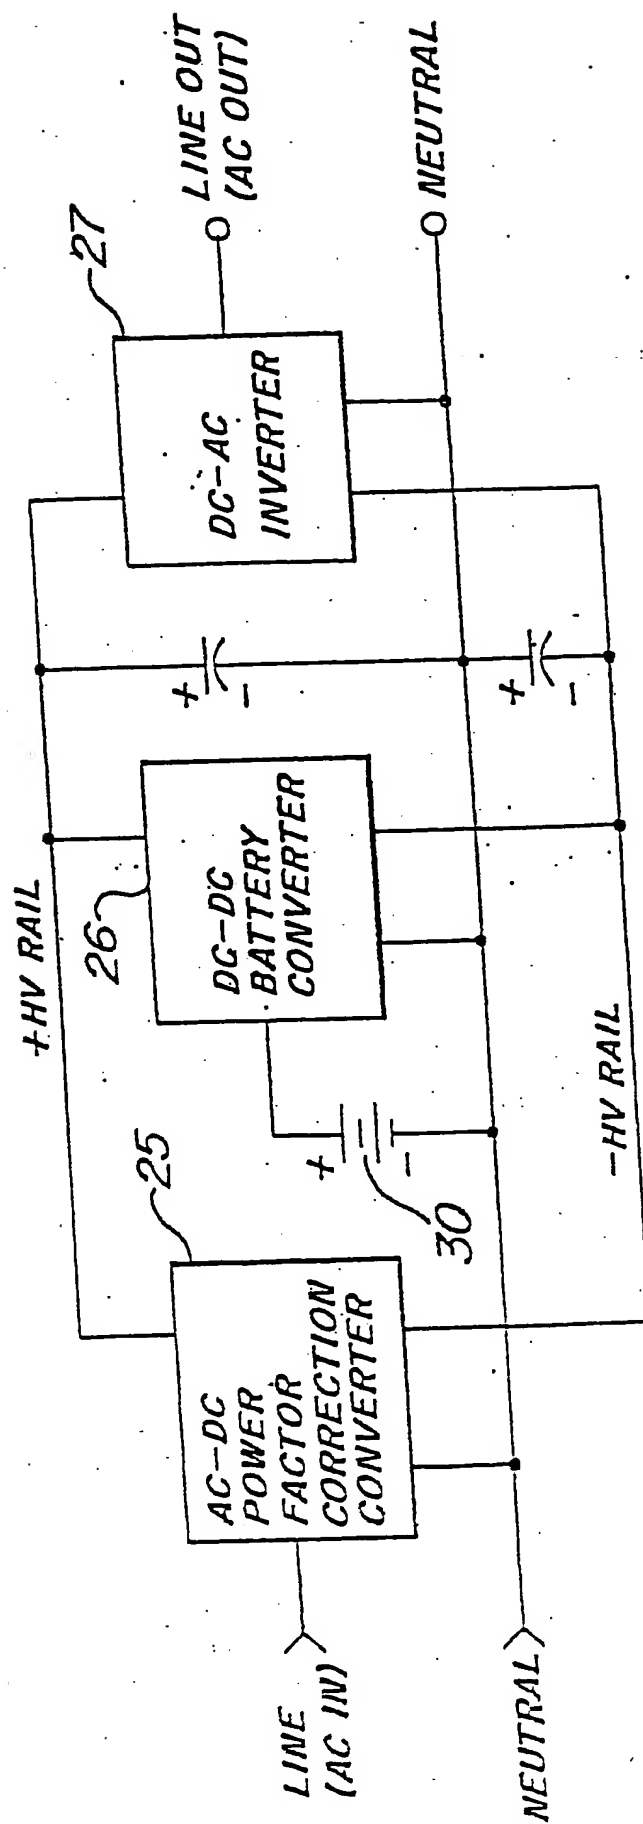 LINE
(AC IN)
NEUTRAL
AC-DC
POWER
FACTOR
CORRECTION
CONVERTER
25
+HV RAIL
-HV RAIL
+
-
30
DC-DC
BATTERY
CONVERTER
26
+
-
+
-
DC-AC
INVERTER
27
LINE OUT
(AC OUT)
NEUTRAL